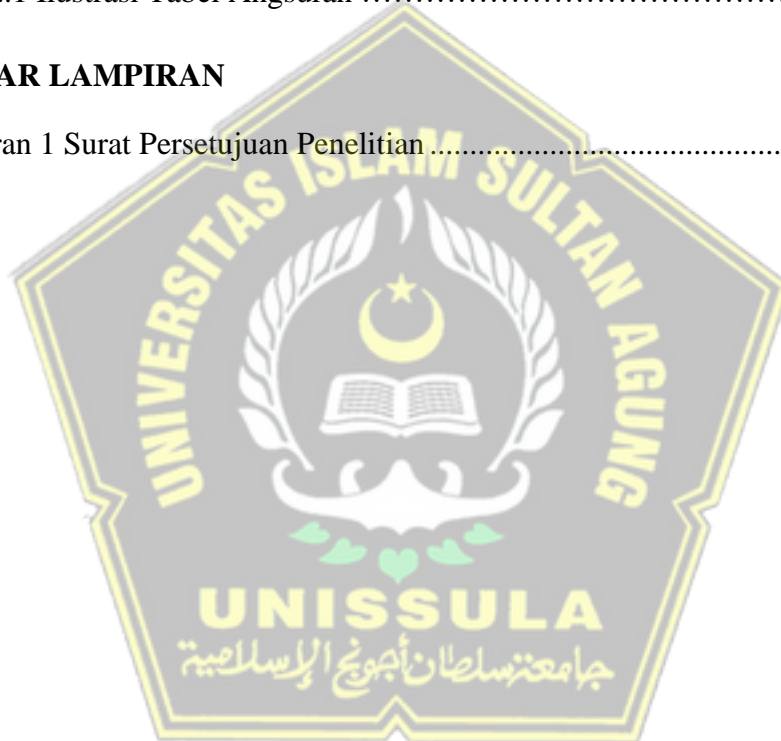 .1 Ilustrasi Tabel Angsuran ..........................................
AR LAMPIRAN
ran 1 Surat Persetujuan Penelitian ..........................................
UNIVERSITAS ISLAM SULTAN AGUNG
UNISSULA
جامعة سلطان أجونج الإسلامية